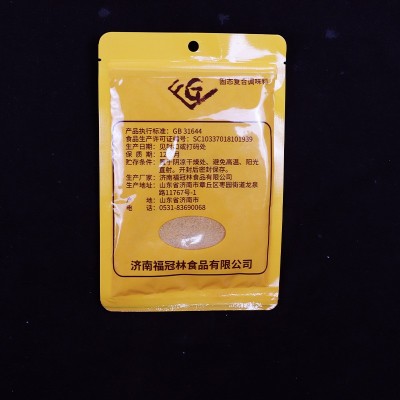 FGL
固态复合调味料
产品执行标准：GB 31644
食品生产许可证编号：SC10337018101939
生产日期：见封口或打码处
保 质 期：12个月
贮存条件：置于阴凉干燥处、避免高温、阳光
直射。开封后密封保存。
生产厂家：济南福冠林食品有限公司
生产地址：山东省济南市章丘区枣园街道龙泉
路11767号-1
产 地：山东省济南市
电 话：0531-83690068
济南福冠林食品有限公司